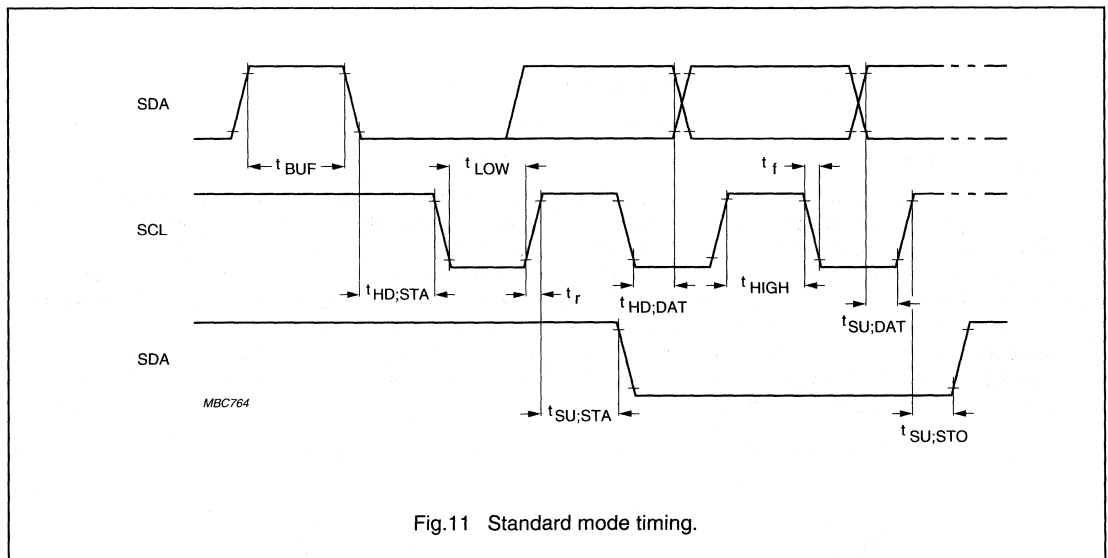 SDA
t BUF
t LOW
t f
SCL
t HD;STA
t r
t HD;DAT
t HIGH
t SU;DAT
SDA
MBC764
t SU;STA
t SU;STO
Fig.11 Standard mode timing.